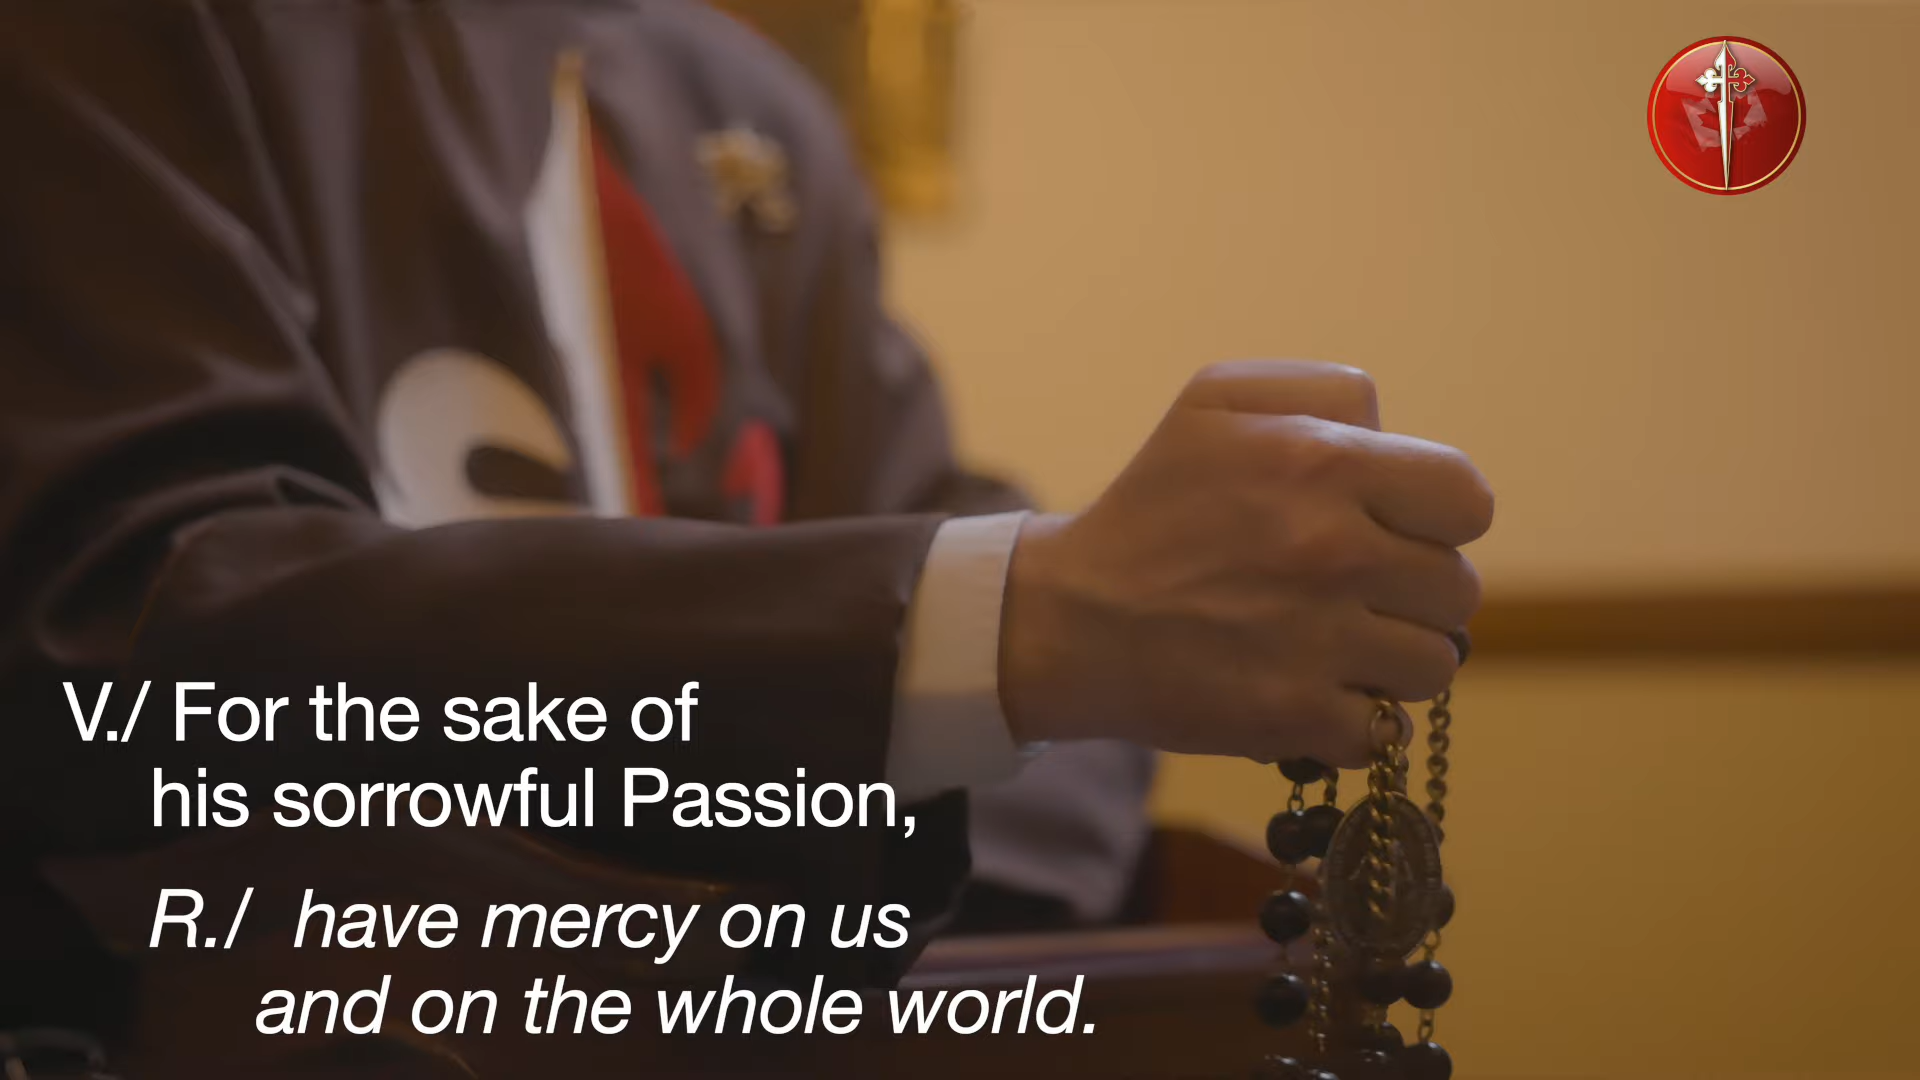 V./ For the sake of
his sorrowful Passion,
R./ have mercy on us
and on the whole world.